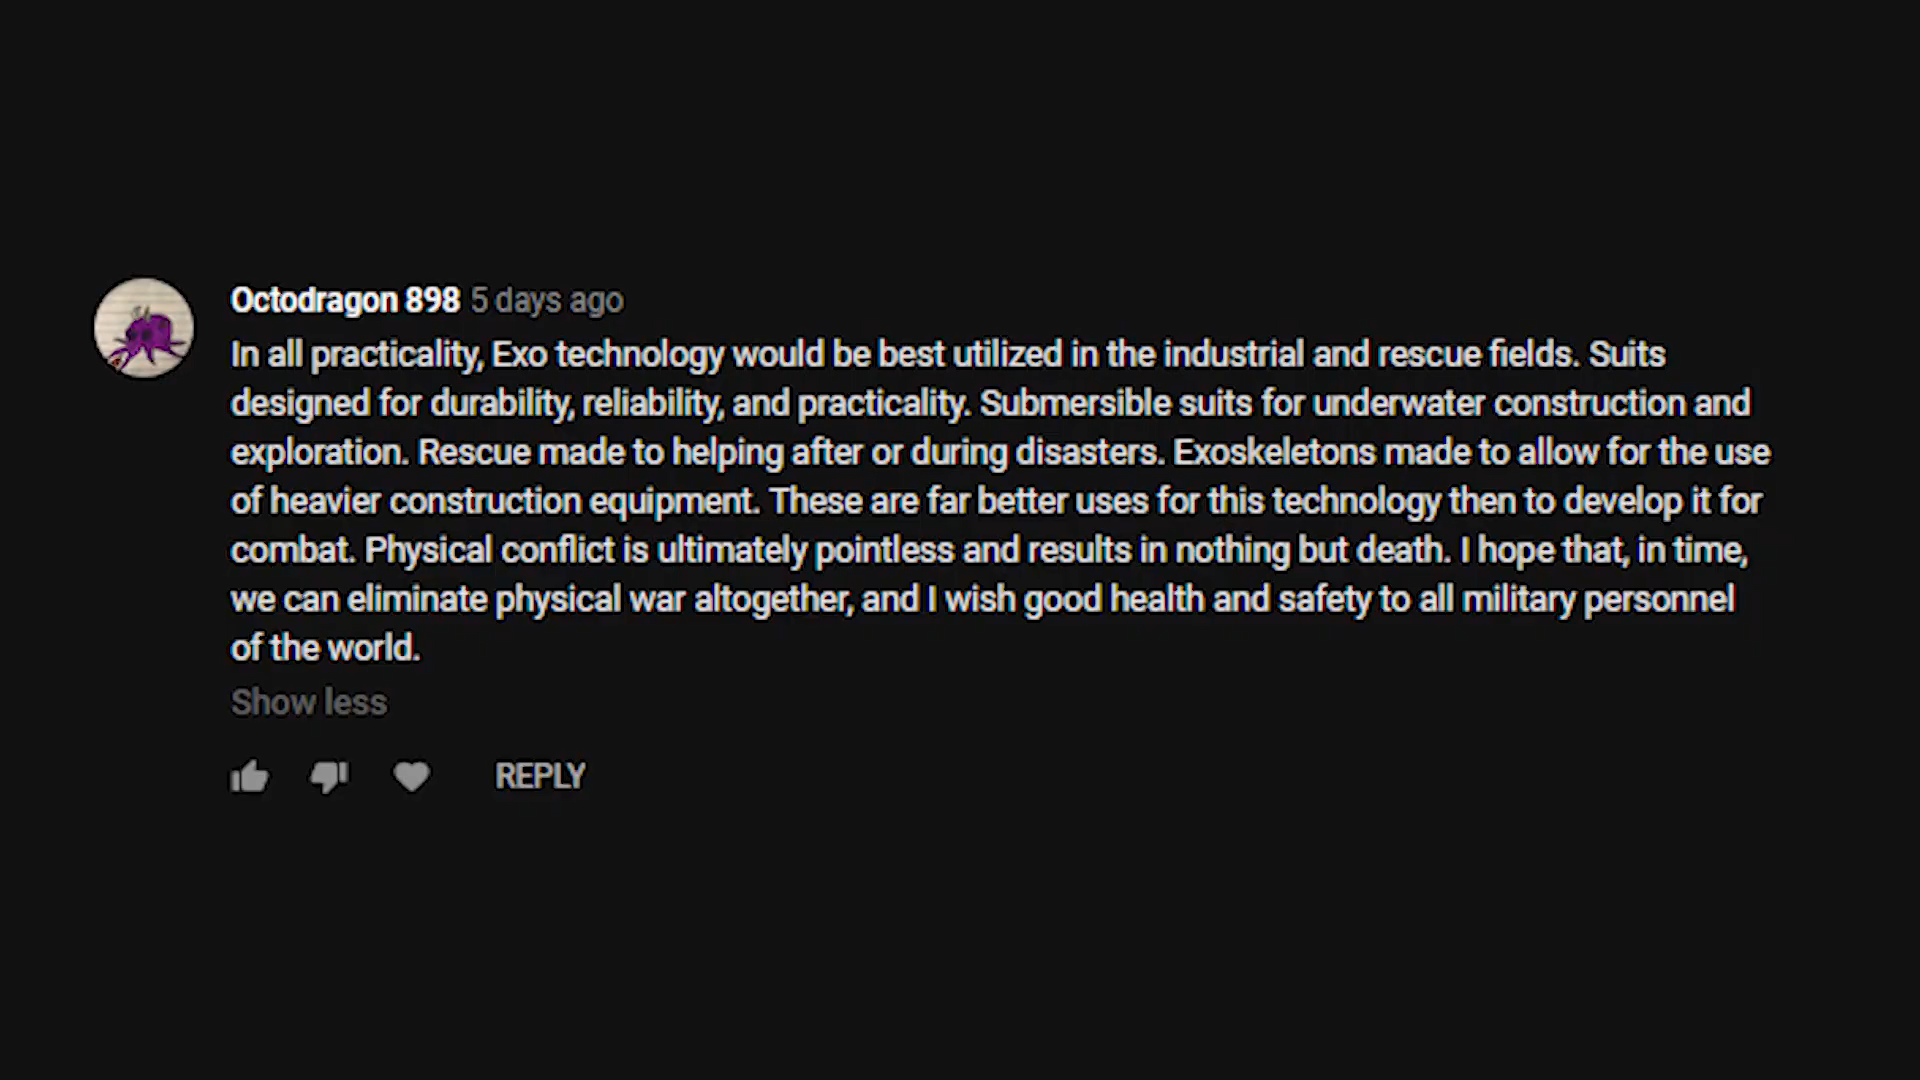 Octodragon 898 5 days ago
In all practicality, Exo technology would be best utilized in the industrial and rescue fields. Suits
designed for durability, reliability, and practicality. Submersible suits for underwater construction and
exploration. Rescue made to helping after or during disasters. Exoskeletons made to allow for the use
of heavier construction equipment. These are far better uses for this technology then to develop it for
combat. Physical conflict is ultimately pointless and results in nothing but death. I hope that, in time,
we can eliminate physical war altogether, and I wish good health and safety to all military personnel
of the world.
Show less
REPLY